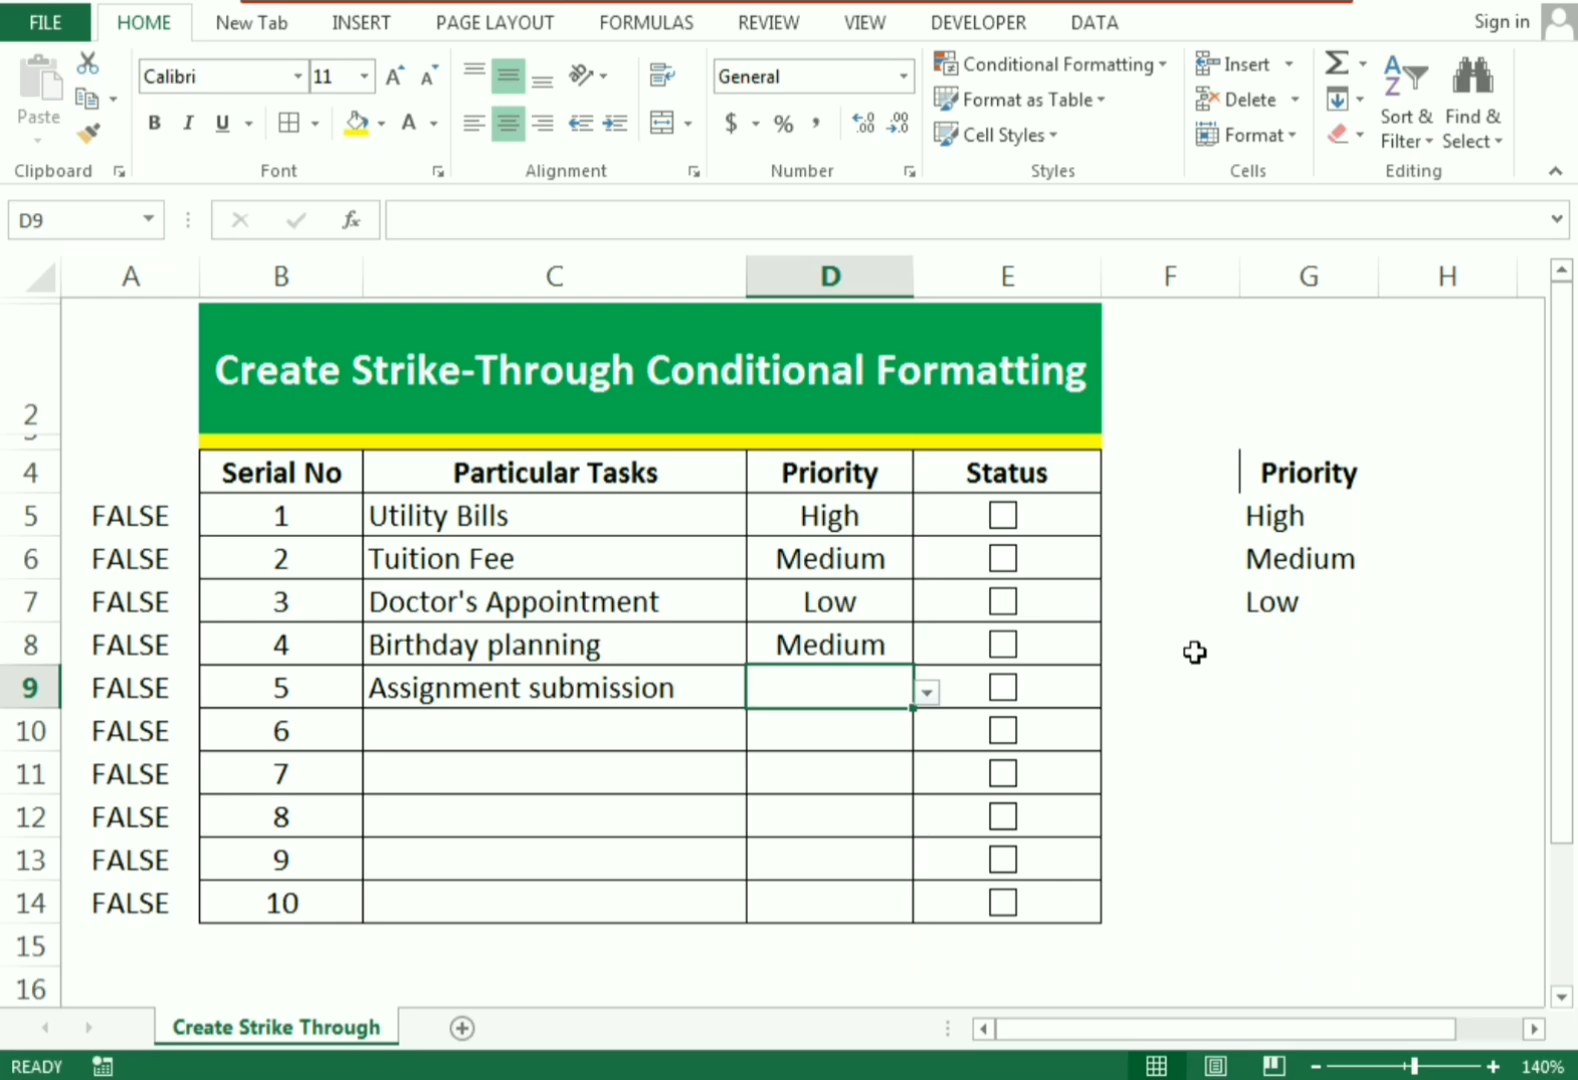 FILE HOME New Tab INSERT PAGE LAYOUT FORMULAS REVIEW VIEW DEVELOPER DATA Sign in
Paste Calibri 11 General Conditional Formatting Insert
Format as Table Delete
B I U A $ % , Cell Styles Format Sort & Filter Find & Select
Clipboard Font Alignment Number Styles Cells Editing
D9 fx
A B C D E F G H
2 Create Strike-Through Conditional Formatting
4 Serial No Particular Tasks Priority Status Priority
5 FALSE 1 Utility Bills High High
6 FALSE 2 Tuition Fee Medium Medium
7 FALSE 3 Doctor's Appointment Low Low
8 FALSE 4 Birthday planning Medium
9 FALSE 5 Assignment submission
10 FALSE 6
11 FALSE 7
12 FALSE 8
13 FALSE 9
14 FALSE 10
15
16
Create Strike Through
READY 140%